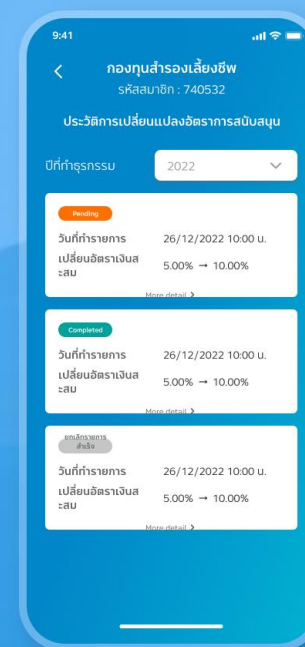 9:41
กองทุนสำรองเลี้ยงชีพ
รหัสสมาชิก : 740532
ประวัติการเปลี่ยนแปลงอัตราการสนับสนุน
ปีที่ทำธุรกรรม 2022
Pending
วันที่ทำรายการ 26/12/2022 10:00 น.
เปลี่ยนอัตราเงินส
ะสม 5.00% → 10.00%
More detail >
Completed
วันที่ทำรายการ 26/12/2022 10:00 น.
เปลี่ยนอัตราเงินส
ะสม 5.00% → 10.00%
More detail >
ยกเลิกรายการ
สำเร็จ
วันที่ทำรายการ 26/12/2022 10:00 น.
เปลี่ยนอัตราเงินส
ะสม 5.00% → 10.00%
More detail >